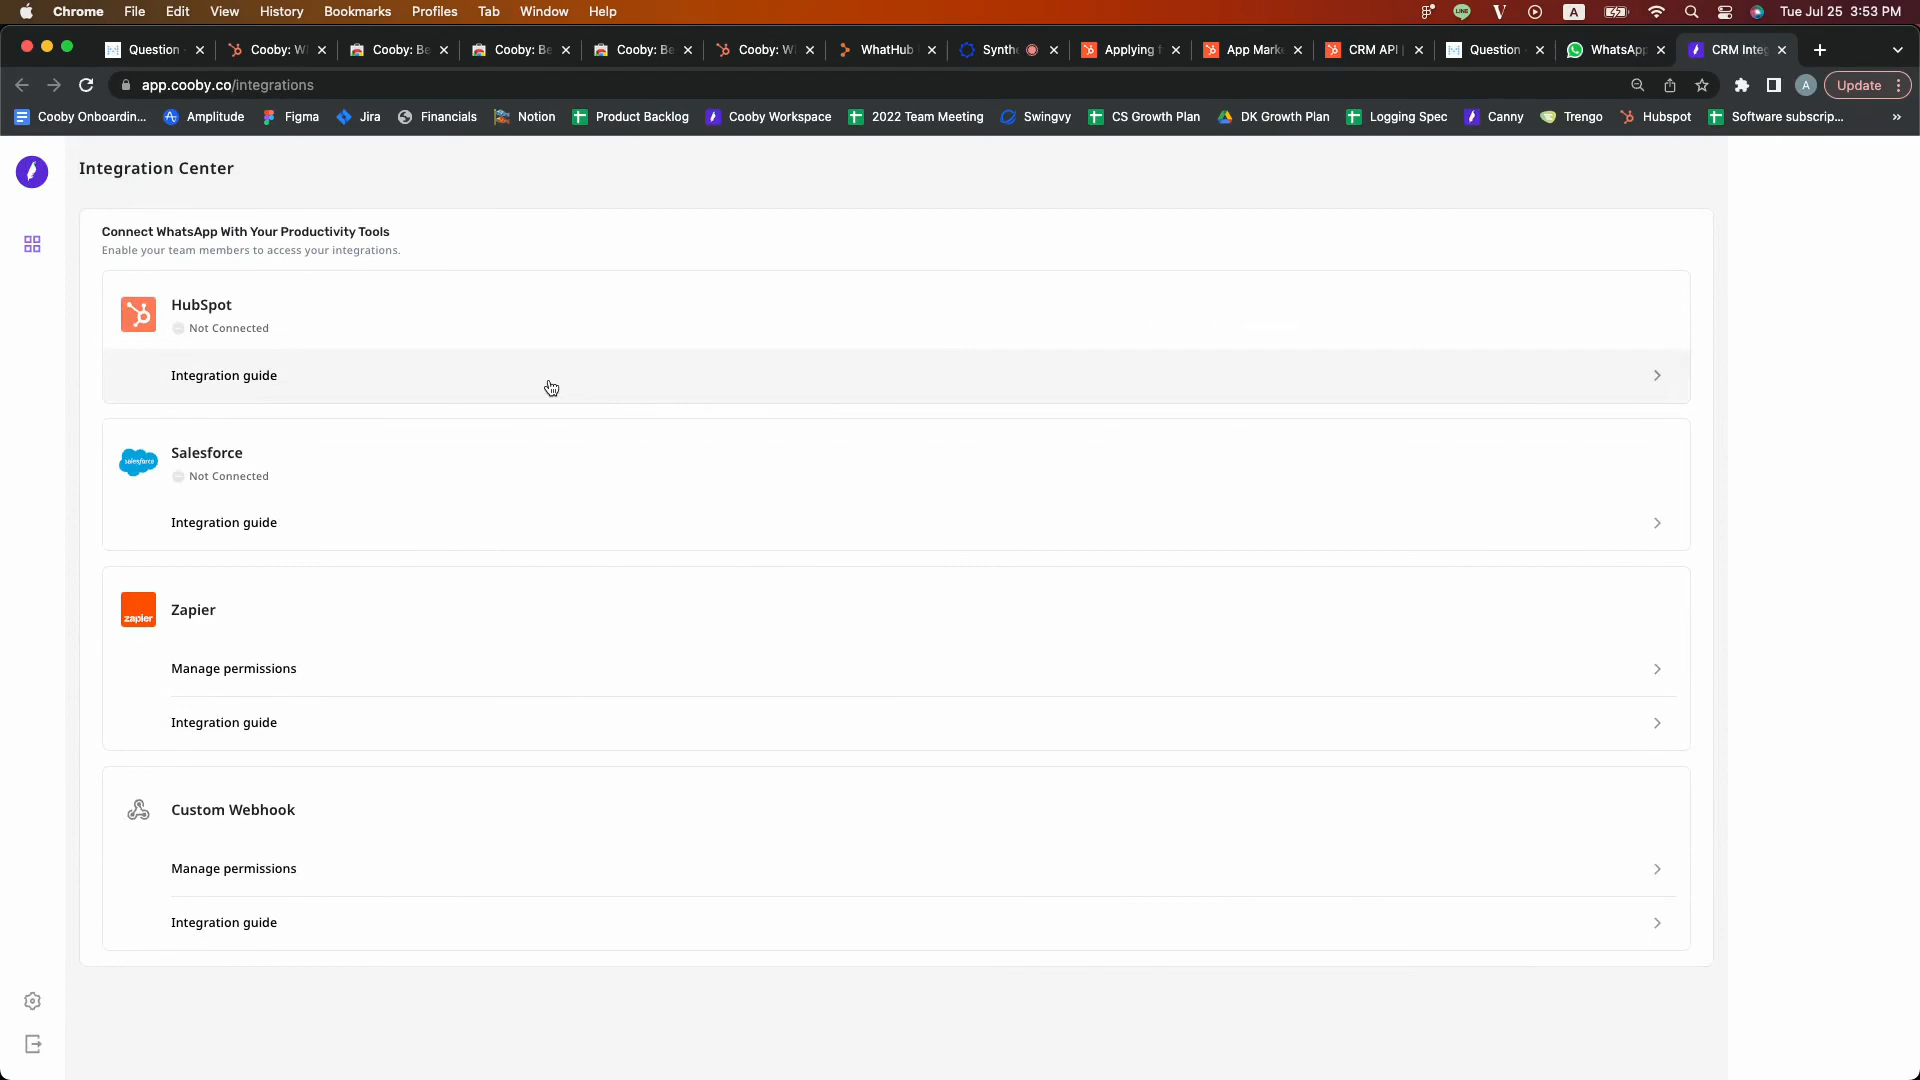 Chrome File Edit View History Bookmarks Profiles Tab Window Help LINE A Tue Jul 25 3:53 PM
Question Cooby: W Cooby: Be Cooby: Be Cooby: Be Cooby: W WhatHub Synthe Applying App Mark CRM API Question WhatsApp CRM Integ
app.cooby.co/integrations A Update
Cooby Onboardin... Amplitude Figma Jira Financials Notion Product Backlog Cooby Workspace 2022 Team Meeting Swingvy CS Growth Plan DK Growth Plan Logging Spec Canny Trengo Hubspot Software subscrip... »
Integration Center
Connect WhatsApp With Your Productivity Tools
Enable your team members to access your integrations.
HubSpot
Not Connected
Integration guide
salesforce Salesforce
Not Connected
Integration guide
zapier Zapier
Manage permissions
Integration guide
Custom Webhook
Manage permissions
Integration guide